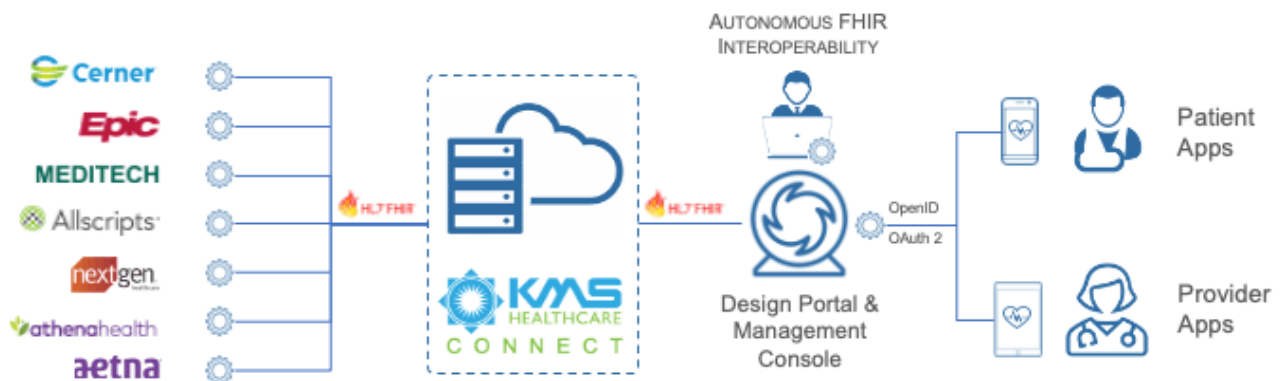 Cerner
Epic
MEDITECH
Allscripts
nextgen
healthcare
athenahealth
aetna
HL7 FHIR
KMS
HEALTHCARE
CONNECT
HL7 FHIR
AUTONOMOUS FHIR
INTEROPERABILITY
Design Portal &
Management
Console
OpenID
OAuth 2
Patient
Apps
Provider
Apps